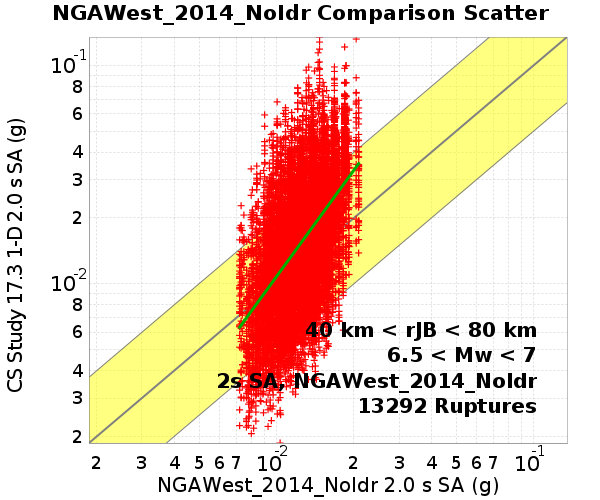 NGAWest_2014_NoIdr Comparison Scatter
CS Study 17.3 1-D 2.0 s SA (g)
10-1
8
6
4
3
2
10-2
8
6
4
3
2
40 km < rJB < 80 km
6.5 < Mw < 7
2s SA, NGAWest_2014_NoIdr
13292 Ruptures
2 3 4 5 6 7 10-2 2 3 4 5 6 7 10-1
NGAWest_2014_NoIdr 2.0 s SA (g)